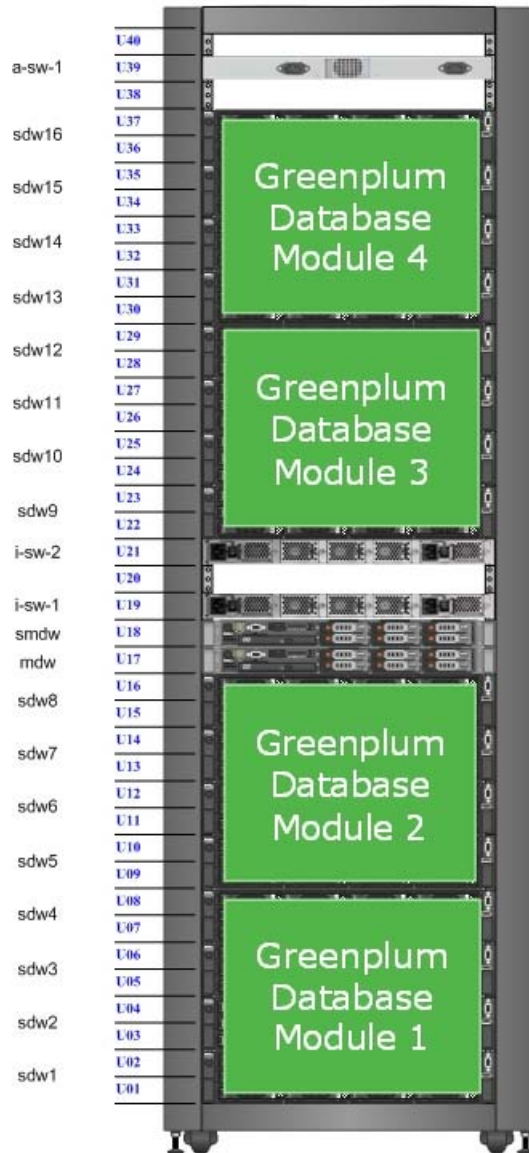 U40
a-sw-1 U39
U38
U37
sdw16
U36
U35
sdw15
U34
U33
sdw14
U32
U31
sdw13
U30
Greenplum
Database
Module 4
U29
sdw12
U28
U27
sdw11
U26
U25
sdw10
U24
U23
sdw9
U22
Greenplum
Database
Module 3
i-sw-2 U21
U20
i-sw-1 U19
smdw U18
mdw U17
U16
sdw8
U15
U14
sdw7
U13
U12
sdw6
U11
U10
sdw5
U09
Greenplum
Database
Module 2
U08
sdw4
U07
U06
sdw3
U05
U04
sdw2
U03
U02
sdw1
U01
Greenplum
Database
Module 1